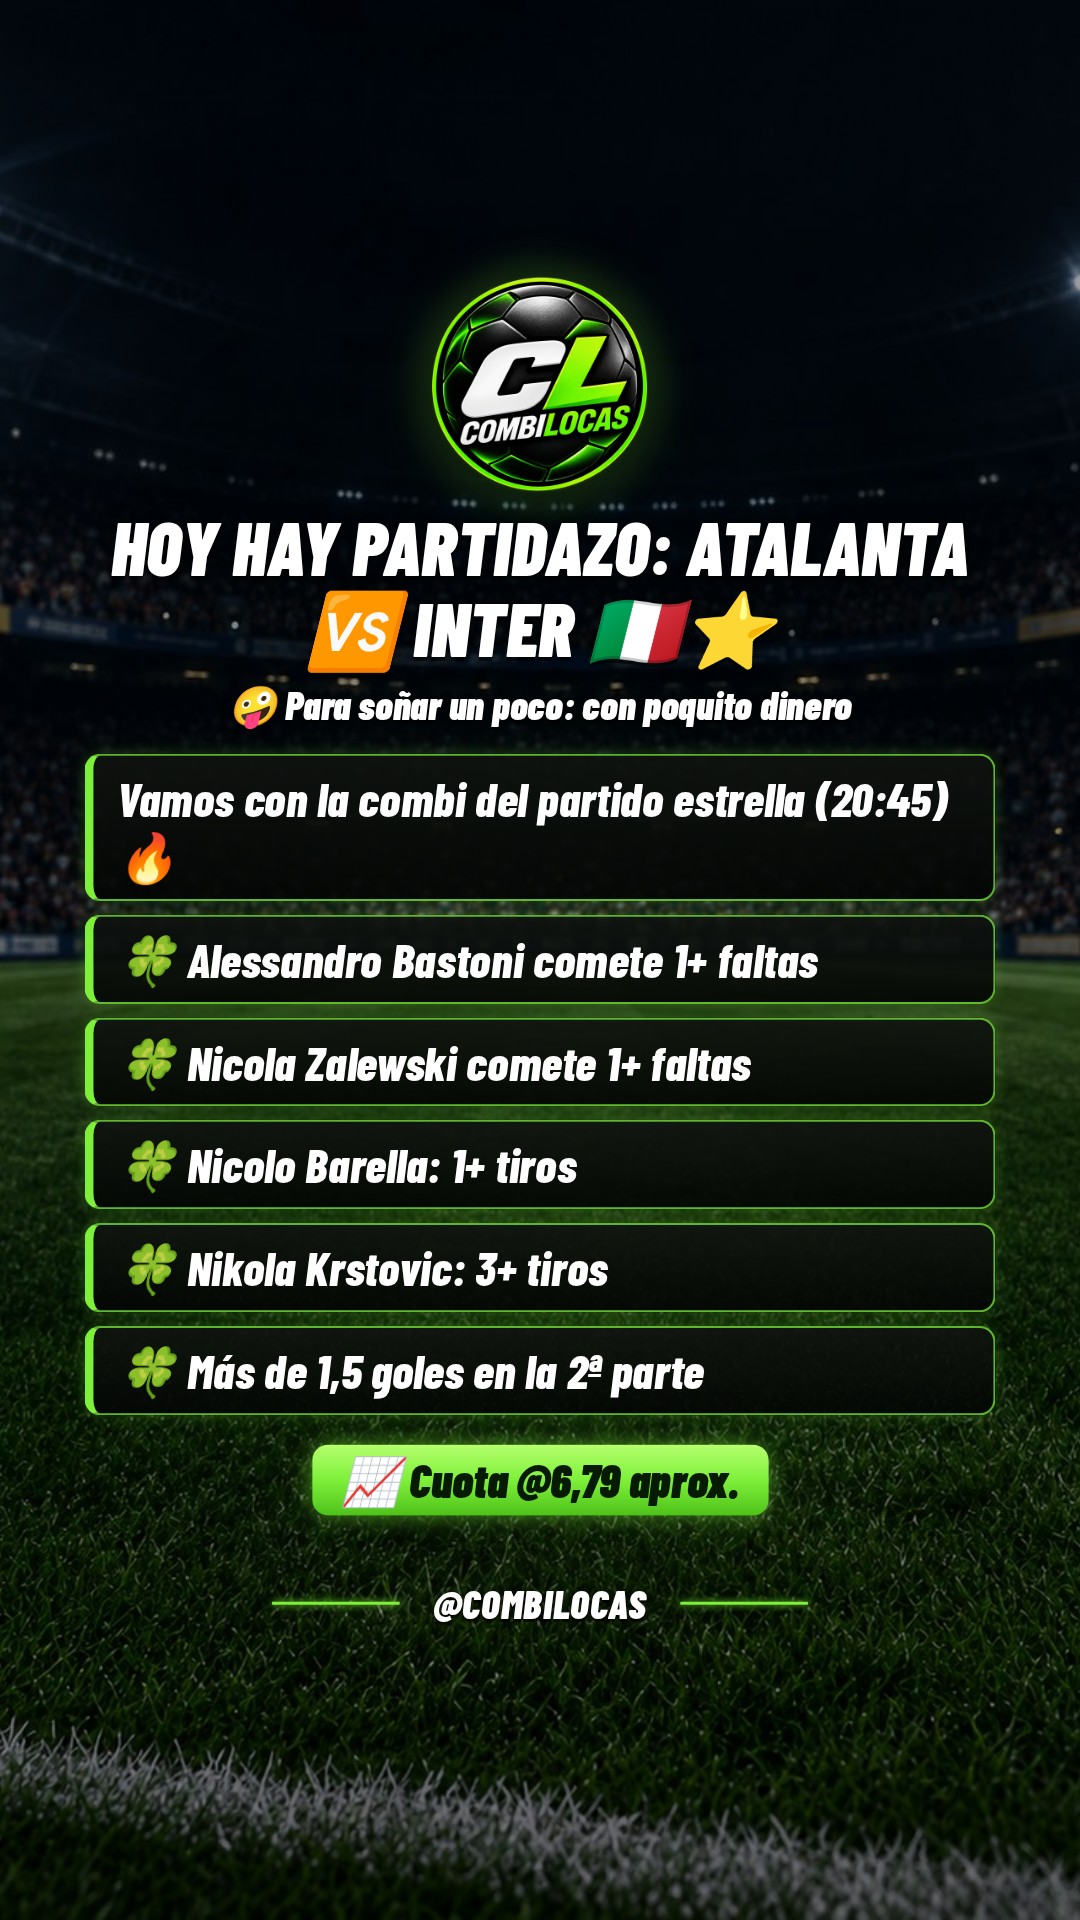 CL
COMBILOCAS
HOY HAY PARTIDAZO: ATALANTA
🆚 INTER 🇮🇹⭐
🤪 Para soñar un poco: con poquito dinero
Vamos con la combi del partido estrella (20:45)
🔥
🍀 Alessandro Bastoni comete 1+ faltas
🍀 Nicola Zalewski comete 1+ faltas
🍀 Nicolo Barella: 1+ tiros
🍀 Nikola Krstovic: 3+ tiros
🍀 Más de 1,5 goles en la 2ª parte
📈 Cuota @6,79 aprox.
@COMBILOCAS